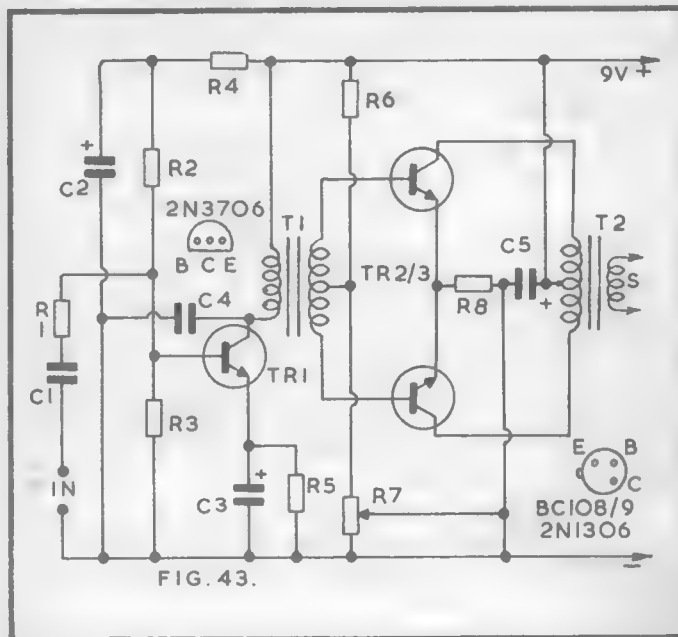 R4
9V +
R6
+
C2
R2
2N3706
B C E
T1
C5
T2
TR2/3
R8
+
S
R1
C4
C1
TR1
R3
E B
C
IN
+
C3
R5
R7
BC108/9
2N1306
−
FIG. 43.